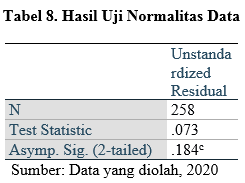 Tabel 8. Hasil Uji Normalitas Data
Unstanda
rdized
Residual
N 258
Test Statistic .073
Asymp. Sig. (2-tailed) .184c
Sumber: Data yang diolah, 2020